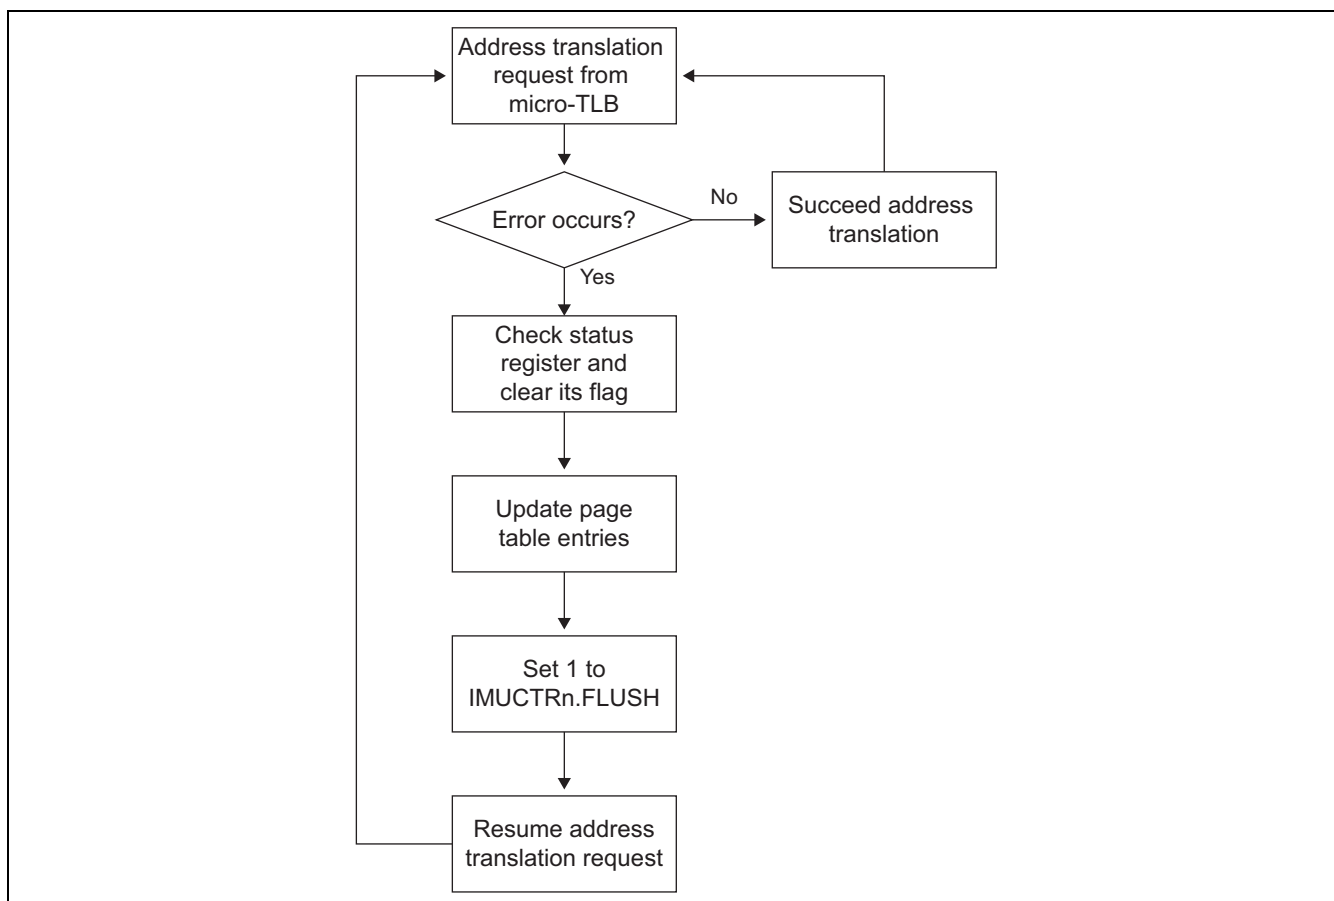 Address translation
request from
micro-TLB
Error occurs?
No
Succeed address
translation
Yes
Check status
register and
clear its flag
Update page
table entries
Set 1 to
IMUCTRn.FLUSH
Resume address
translation request